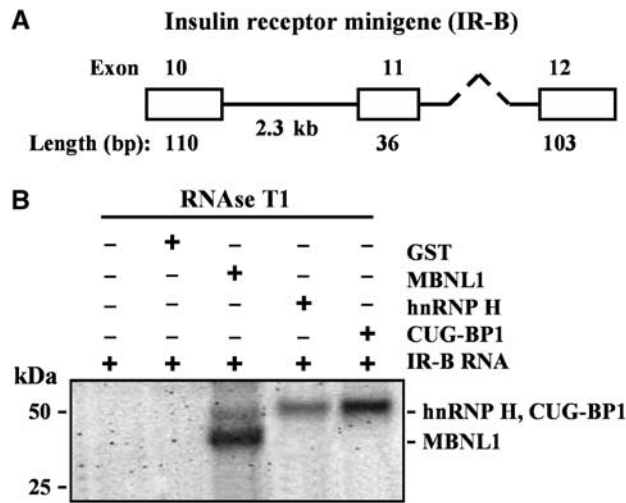 A Insulin receptor minigene (IR-B)
Exon 10 11 12
2.3 kb
Length (bp): 110 36 103
B RNAse T1
– + – – – GST
– – + – – MBNL1
– – – + – hnRNP H
– – – – + CUG-BP1
+ + + + + IR-B RNA
kDa
50 – – hnRNP H, CUG-BP1
– MBNL1
25 –